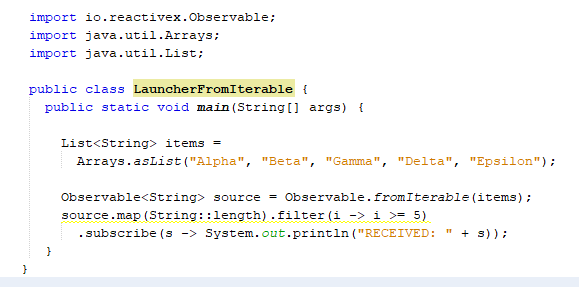 import io.reactivex.Observable;
import java.util.Arrays;
import java.util.List;
public class LauncherFromIterable {
public static void main(String[] args) {
List<String> items =
Arrays.asList("Alpha", "Beta", "Gamma", "Delta", "Epsilon");
Observable<String> source = Observable.fromIterable(items);
source.map(String::length).filter(i -> i >= 5)
.subscribe(s -> System.out.println("RECEIVED: " + s));
}
}